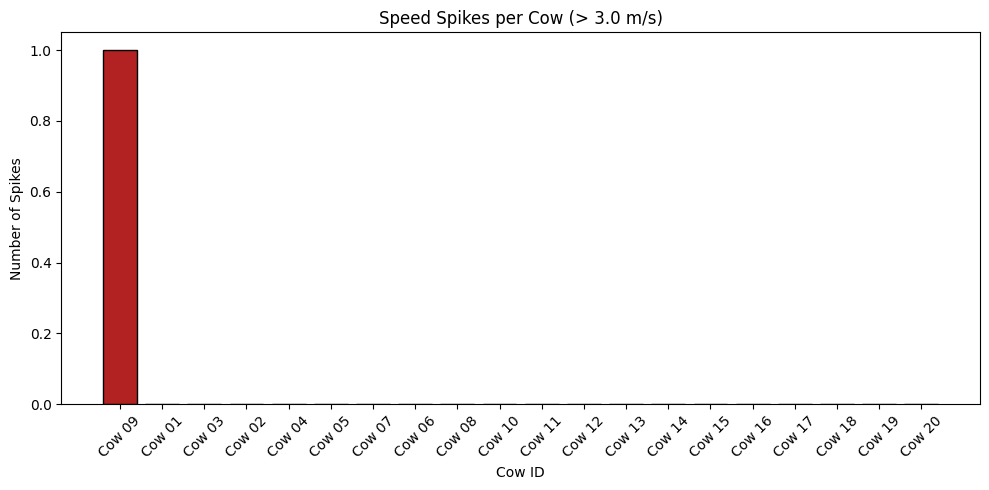 Speed Spikes per Cow (> 3.0 m/s)
1.0
0.8
0.6
0.4
0.2
0.0
Number of Spikes
Cow 09 Cow 01 Cow 03 Cow 02 Cow 04 Cow 05 Cow 07 Cow 06 Cow 08 Cow 10 Cow 11 Cow 12 Cow 13 Cow 14 Cow 15 Cow 16 Cow 17 Cow 18 Cow 19 Cow 20
Cow ID